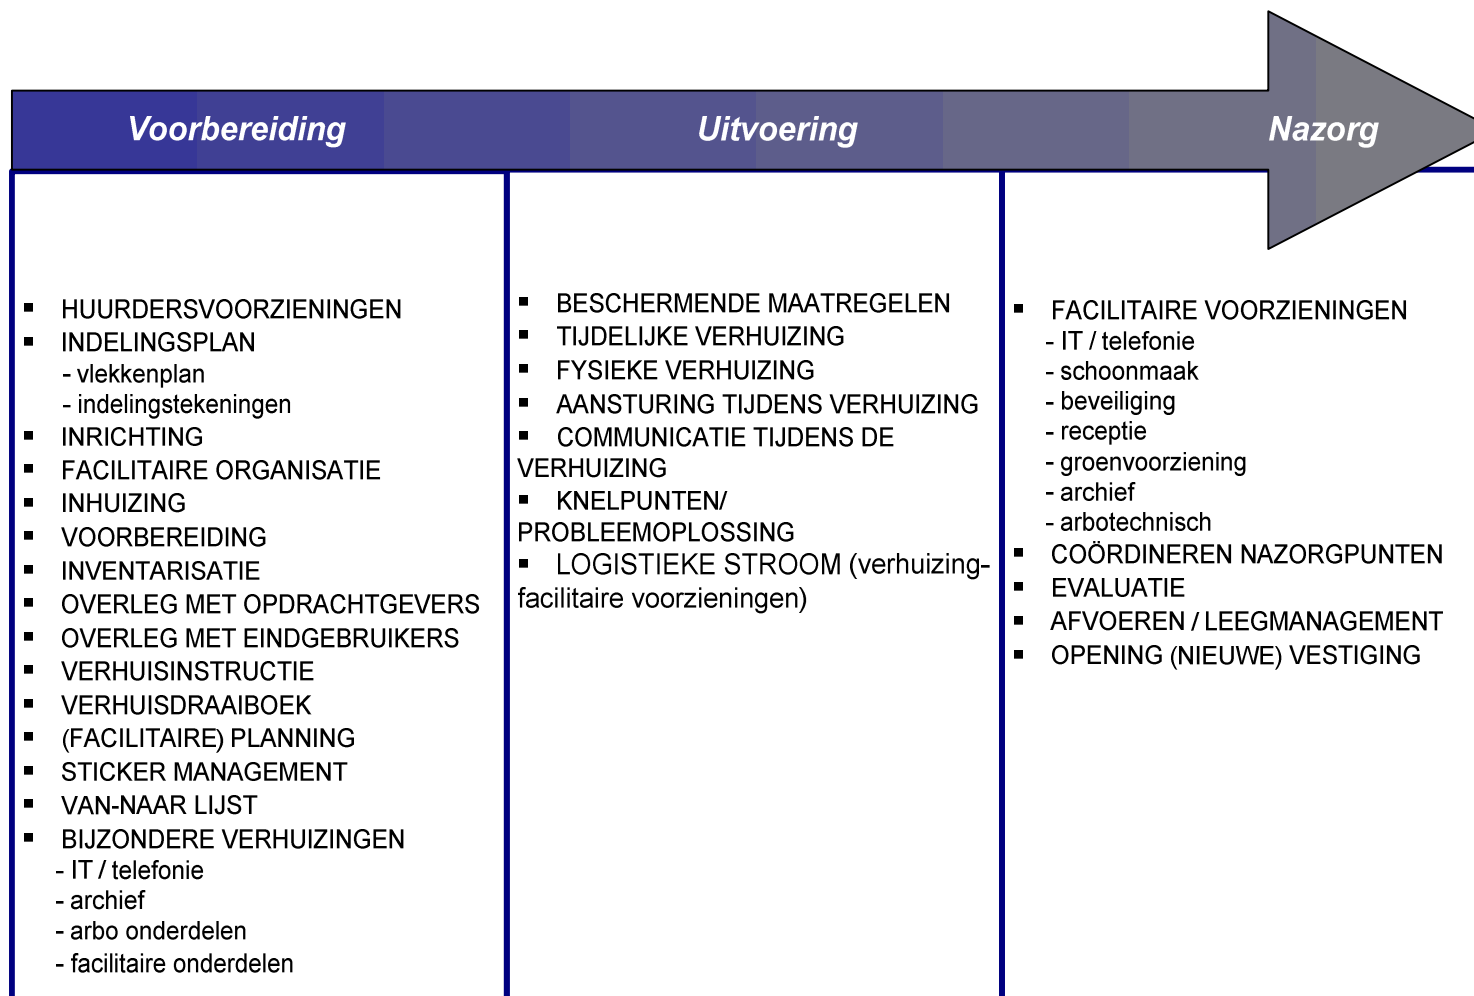 Voorbereiding
Uitvoering
Nazorg
▪ HUURDERSVOORZIENINGEN
▪ INDELINGSPLAN
- vlekkenplan
- indelingstekeningen
▪ INRICHTING
▪ FACILITAIRE ORGANISATIE
▪ INHUIZING
▪ VOORBEREIDING
▪ INVENTARISATIE
▪ OVERLEG MET OPDRACHTGEVERS
▪ OVERLEG MET EINDGEBRUIKERS
▪ VERHUISINSTRUCTIE
▪ VERHUISDRAAIBOEK
▪ (FACILITAIRE) PLANNING
▪ STICKER MANAGEMENT
▪ VAN-NAAR LIJST
▪ BIJZONDERE VERHUIZINGEN
- IT / telefonie
- archief
- arbo onderdelen
- facilitaire onderdelen
▪ BESCHERMENDE MAATREGELEN
▪ TIJDELIJKE VERHUIZING
▪ FYSIEKE VERHUIZING
▪ AANSTURING TIJDENS VERHUIZING
▪ COMMUNICATIE TIJDENS DE
VERHUIZING
▪ KNELPUNTEN/
PROBLEEMOPLOSSING
▪ LOGISTIEKE STROOM (verhuizing-
facilitaire voorzieningen)
▪ FACILITAIRE VOORZIENINGEN
- IT / telefonie
- schoonmaak
- beveiliging
- receptie
- groenvoorziening
- archief
- arbotechnisch
▪ COÖRDINEREN NAZORGPUNTEN
▪ EVALUATIE
▪ AFVOEREN / LEEGMANAGEMENT
▪ OPENING (NIEUWE) VESTIGING